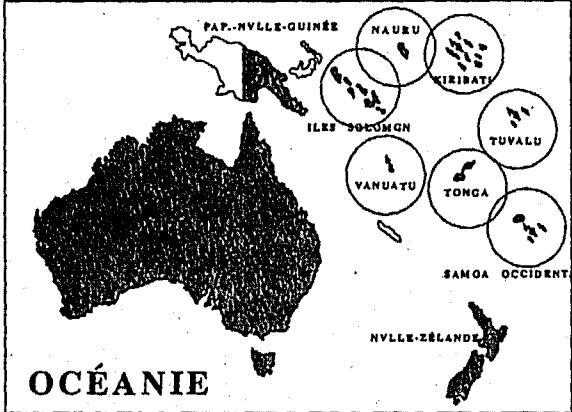 PAP.-NVLLE-GUINÉE
NAURU
KIRIBATI
ILES SOLOMON
TUVALU
VANUATU
TONGA
SAMOA OCCIDENT.
NVLLE-ZÉLANDE
OCÉANIE